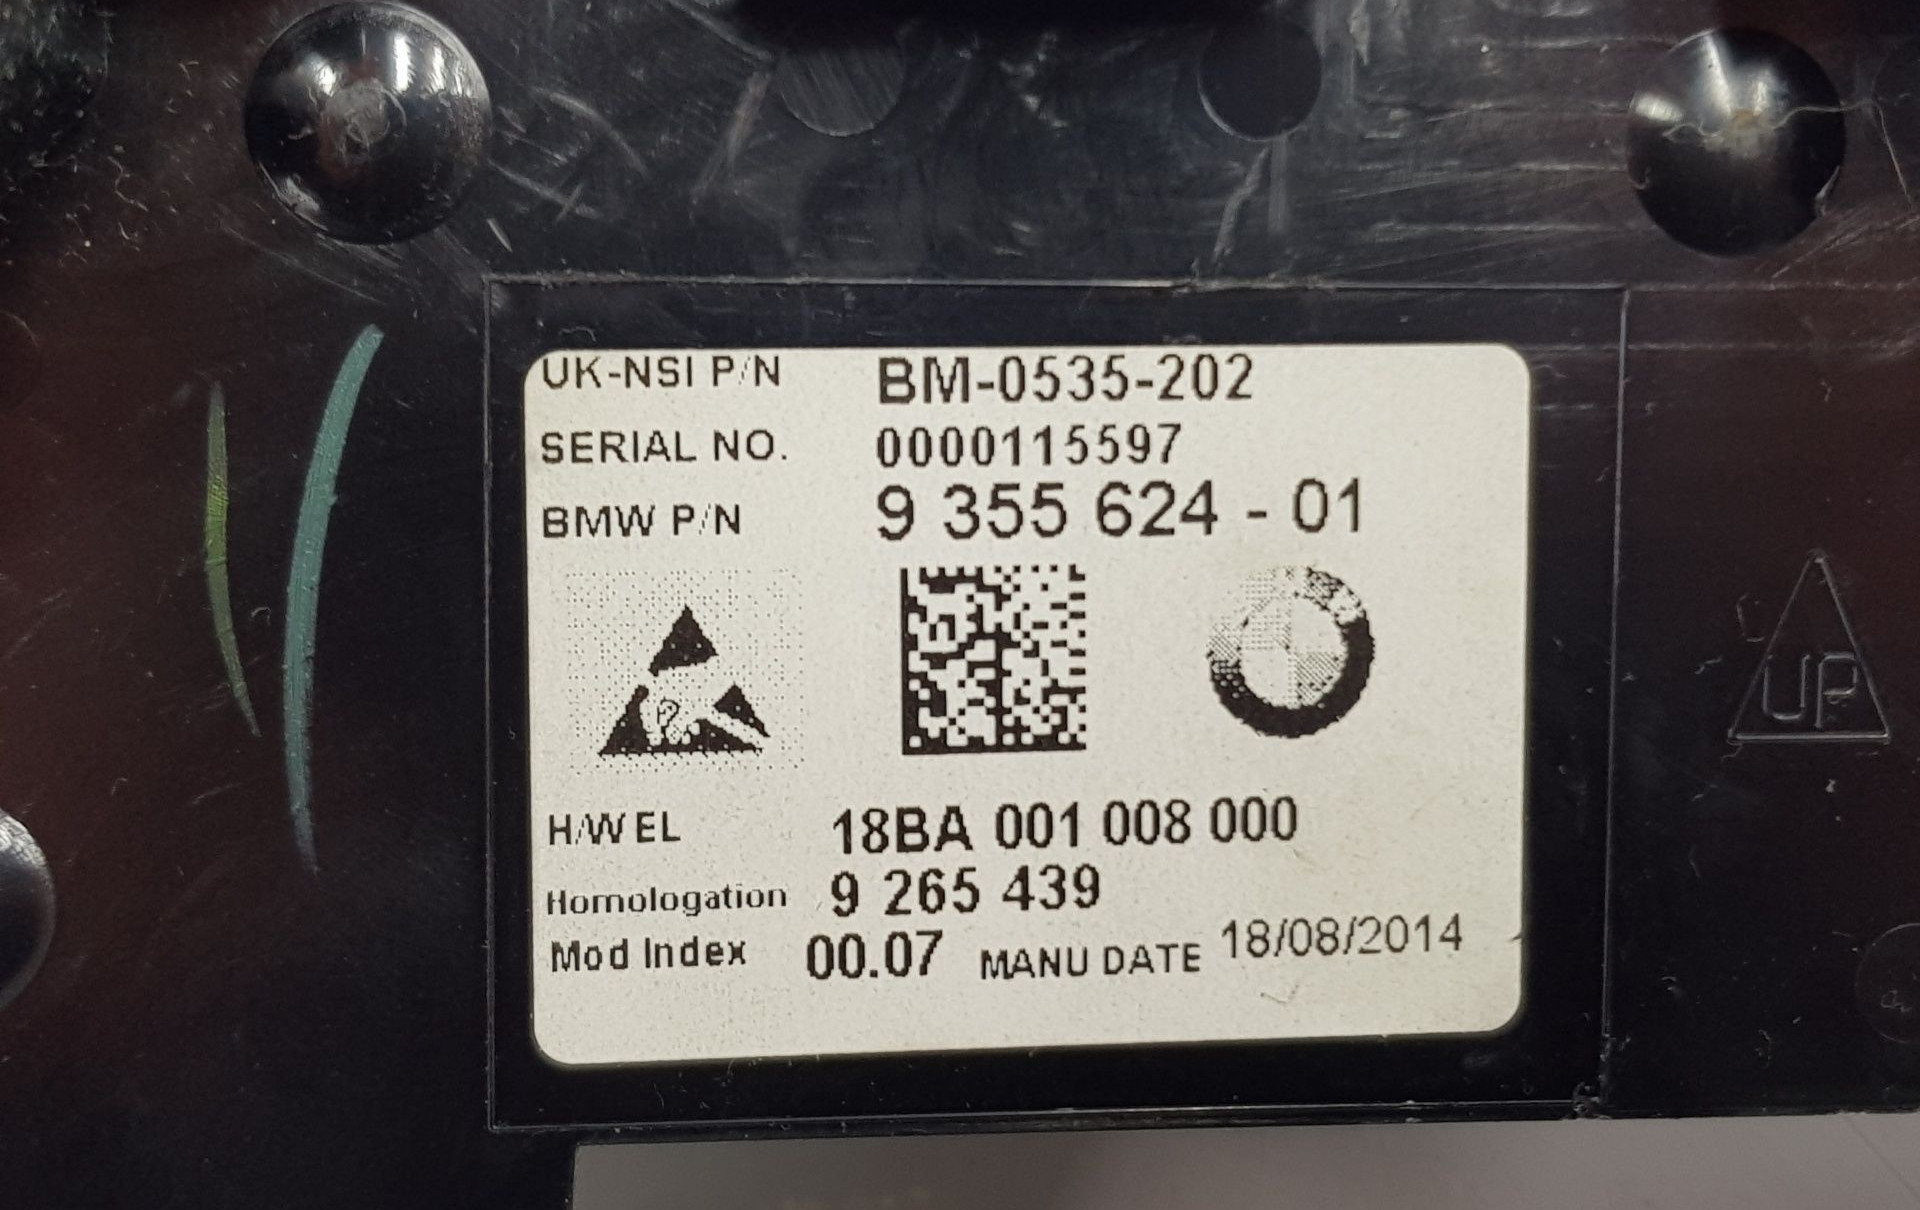 UK-NSI P/N BM-0535-202
SERIAL NO. 0000115597
BMW P/N 9 355 624 - 01
UP
H/W EL 18BA 001 008 000
Homologation 9 265 439
Mod Index 00.07 MANU DATE 18/08/2014